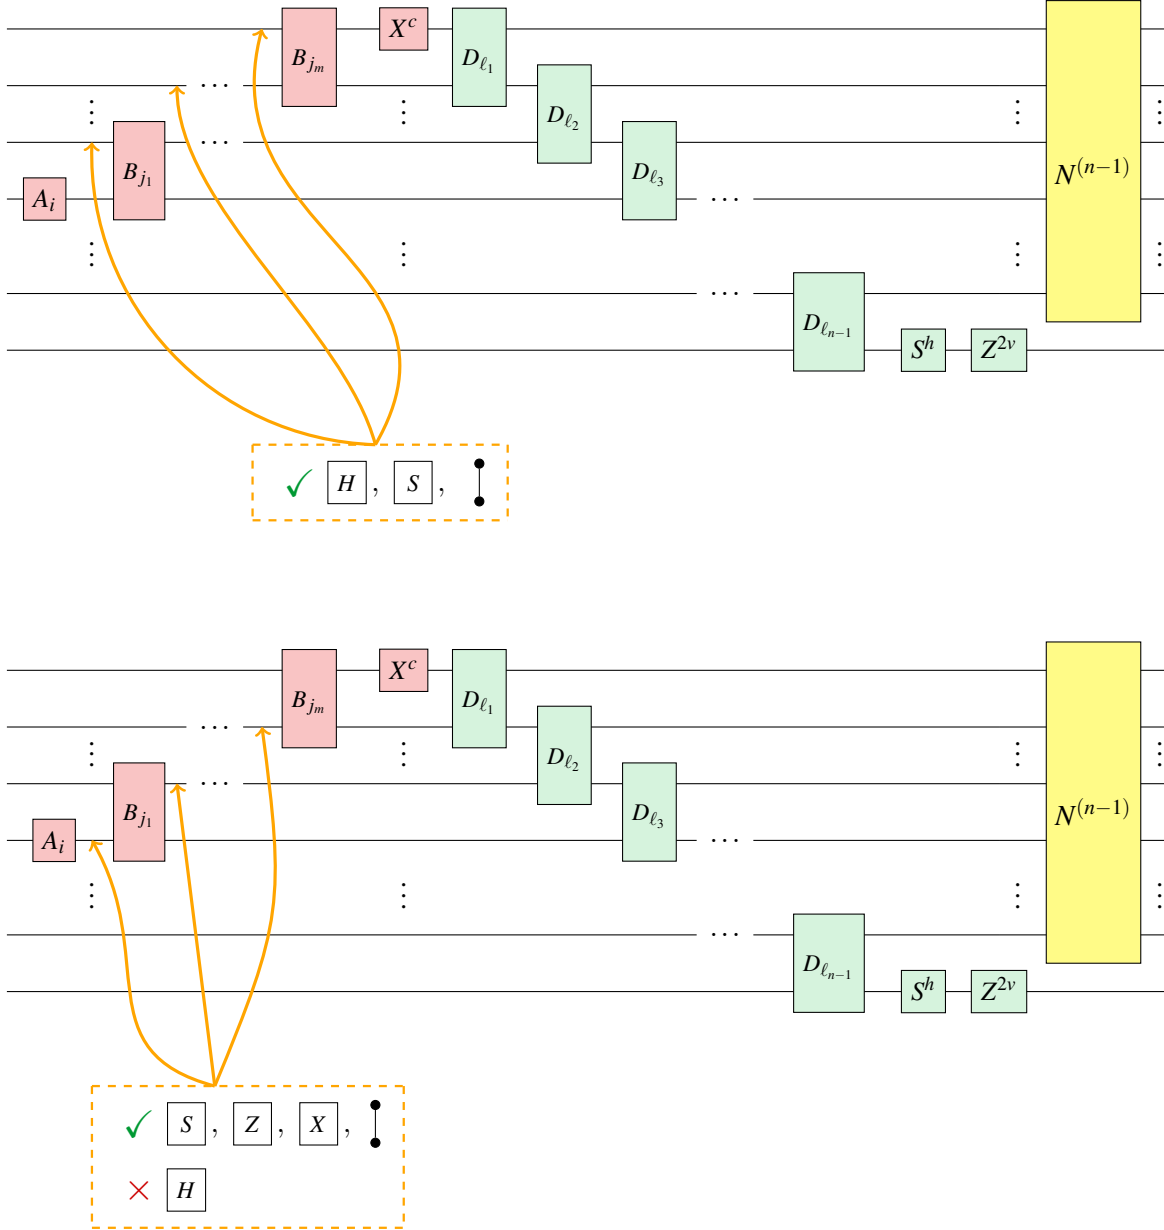 B_{j_m} X^c D_{ℓ_1}
⋯
D_{ℓ_2}
⋮ ⋮ ⋮ ⋮
⋯
B_{j_1} D_{ℓ_3} N^{(n−1)}
A_i ⋯
⋮ ⋮ ⋮ ⋮
⋯
D_{ℓ_{n−1}}
S^h Z^{2v}
✓ H , S ,
B_{j_m} X^c D_{ℓ_1}
⋯
D_{ℓ_2}
⋮ ⋮ ⋮ ⋮
⋯
B_{j_1} D_{ℓ_3} N^{(n−1)}
A_i ⋯
⋮ ⋮ ⋮ ⋮
⋯
D_{ℓ_{n−1}}
S^h Z^{2v}
✓ S , Z , X ,
× H